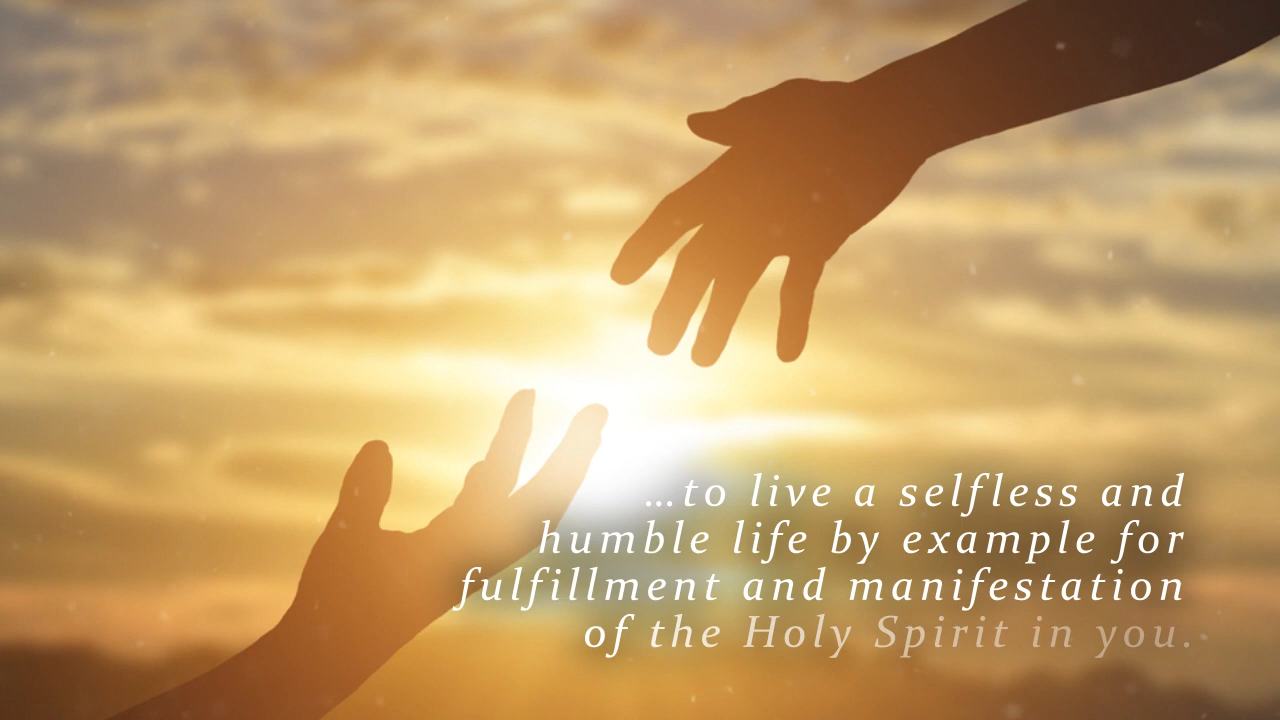 …to live a selfless and
humble life by example for
fulfillment and manifestation
of the Holy Spirit in you.